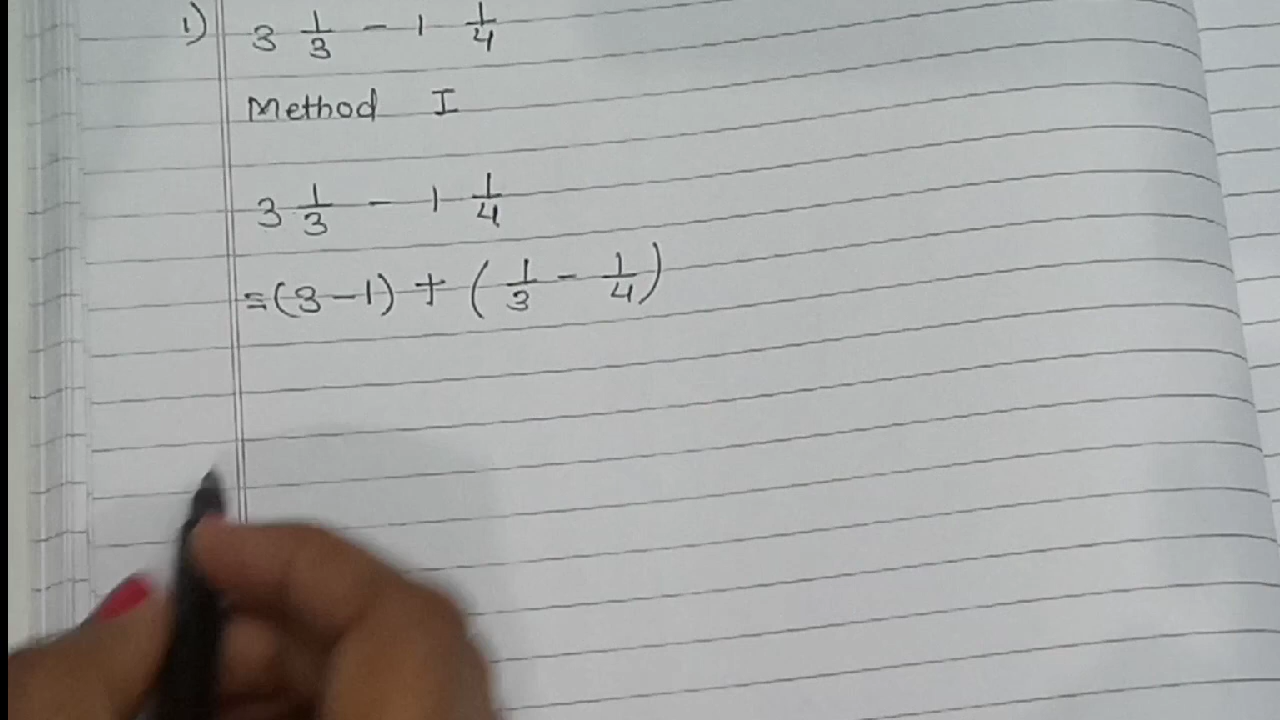 1) 3 1/3 - 1 1/4
Method I
3 1/3 - 1 1/4
= (3 - 1) + (1/3 - 1/4)